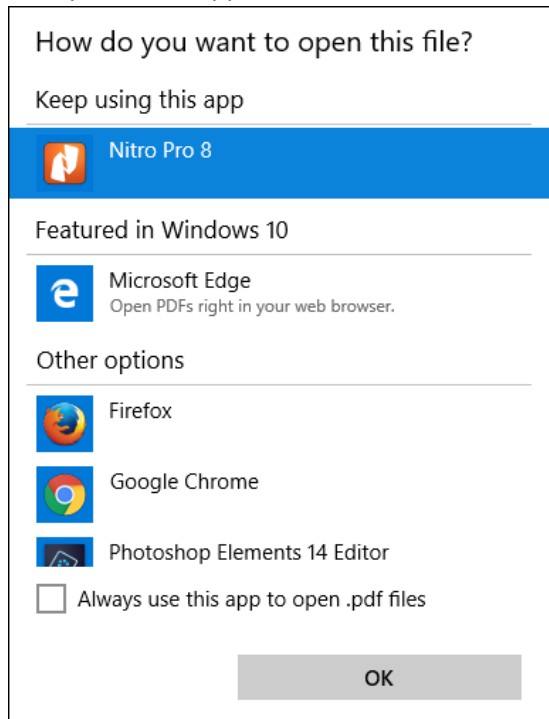 How do you want to open this file?
Keep using this app
Nitro Pro 8
Featured in Windows 10
Microsoft Edge
Open PDFs right in your web browser.
Other options
Firefox
Google Chrome
Photoshop Elements 14 Editor
Always use this app to open .pdf files
OK